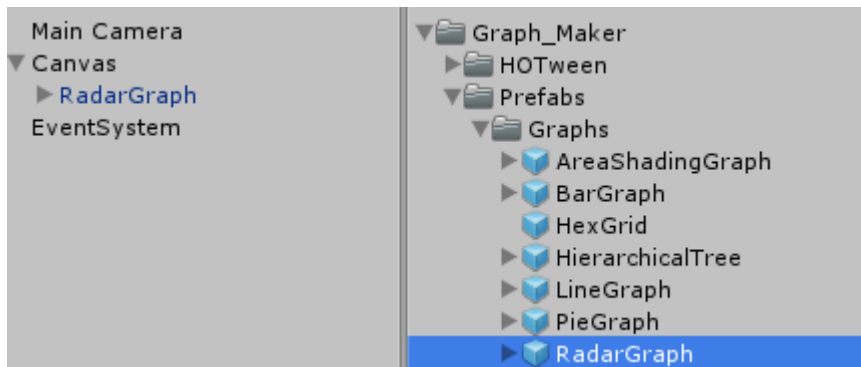 Main Camera
Canvas
RadarGraph
EventSystem
Graph_Maker
HOTween
Prefabs
Graphs
AreaShadingGraph
BarGraph
HexGrid
HierarchicalTree
LineGraph
PieGraph
RadarGraph